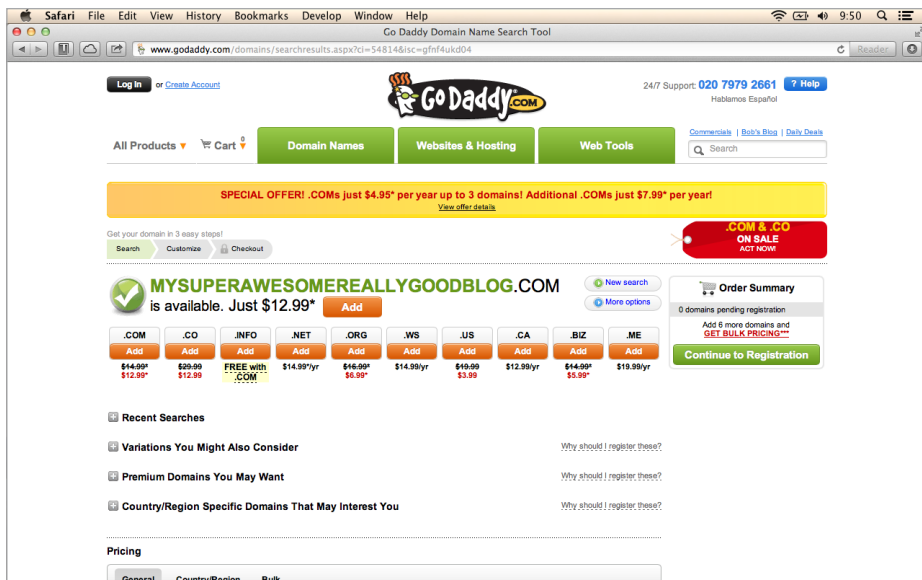 Safari File Edit View History Bookmarks Develop Window Help 9:50
Go Daddy Domain Name Search Tool
www.godaddy.com/domains/searchresults.aspx?ci=54814&isc=gfnf4ukd04 Reader
Log In or Create Account
Go Daddy .COM
24/7 Support: 020 7979 2661 ? Help
Hablamos Español
Commercials | Bob's Blog | Daily Deals
All Products Cart 0 Domain Names Websites & Hosting Web Tools Search
SPECIAL OFFER! .COMs just $4.95* per year up to 3 domains! Additional .COMs just $7.99* per year!
View offer details
Get your domain in 3 easy steps!
Search Customize Checkout
.COM & .CO
ON SALE
ACT NOW!
MYSUPERAWESOMEREALLYGOODBLOG.COM
is available. Just $12.99* Add
New search
More options
Order Summary
0 domains pending registration
Add 6 more domains and
GET BULK PRICING***
Continue to Registration
.COM .CO .INFO .NET .ORG .WS .US .CA .BIZ .ME
Add Add Add Add Add Add Add Add Add Add
$14.99* $29.99 FREE with $14.99*/yr $16.99* $14.99/yr $19.99 $12.99/yr $14.99* $19.99/yr
$12.99* $12.99 .COM $6.99* $3.99 $5.99*
Recent Searches
Variations You Might Also Consider Why should I register these?
Premium Domains You May Want Why should I register these?
Country/Region Specific Domains That May Interest You Why should I register these?
Pricing
General Country/Region Bulk